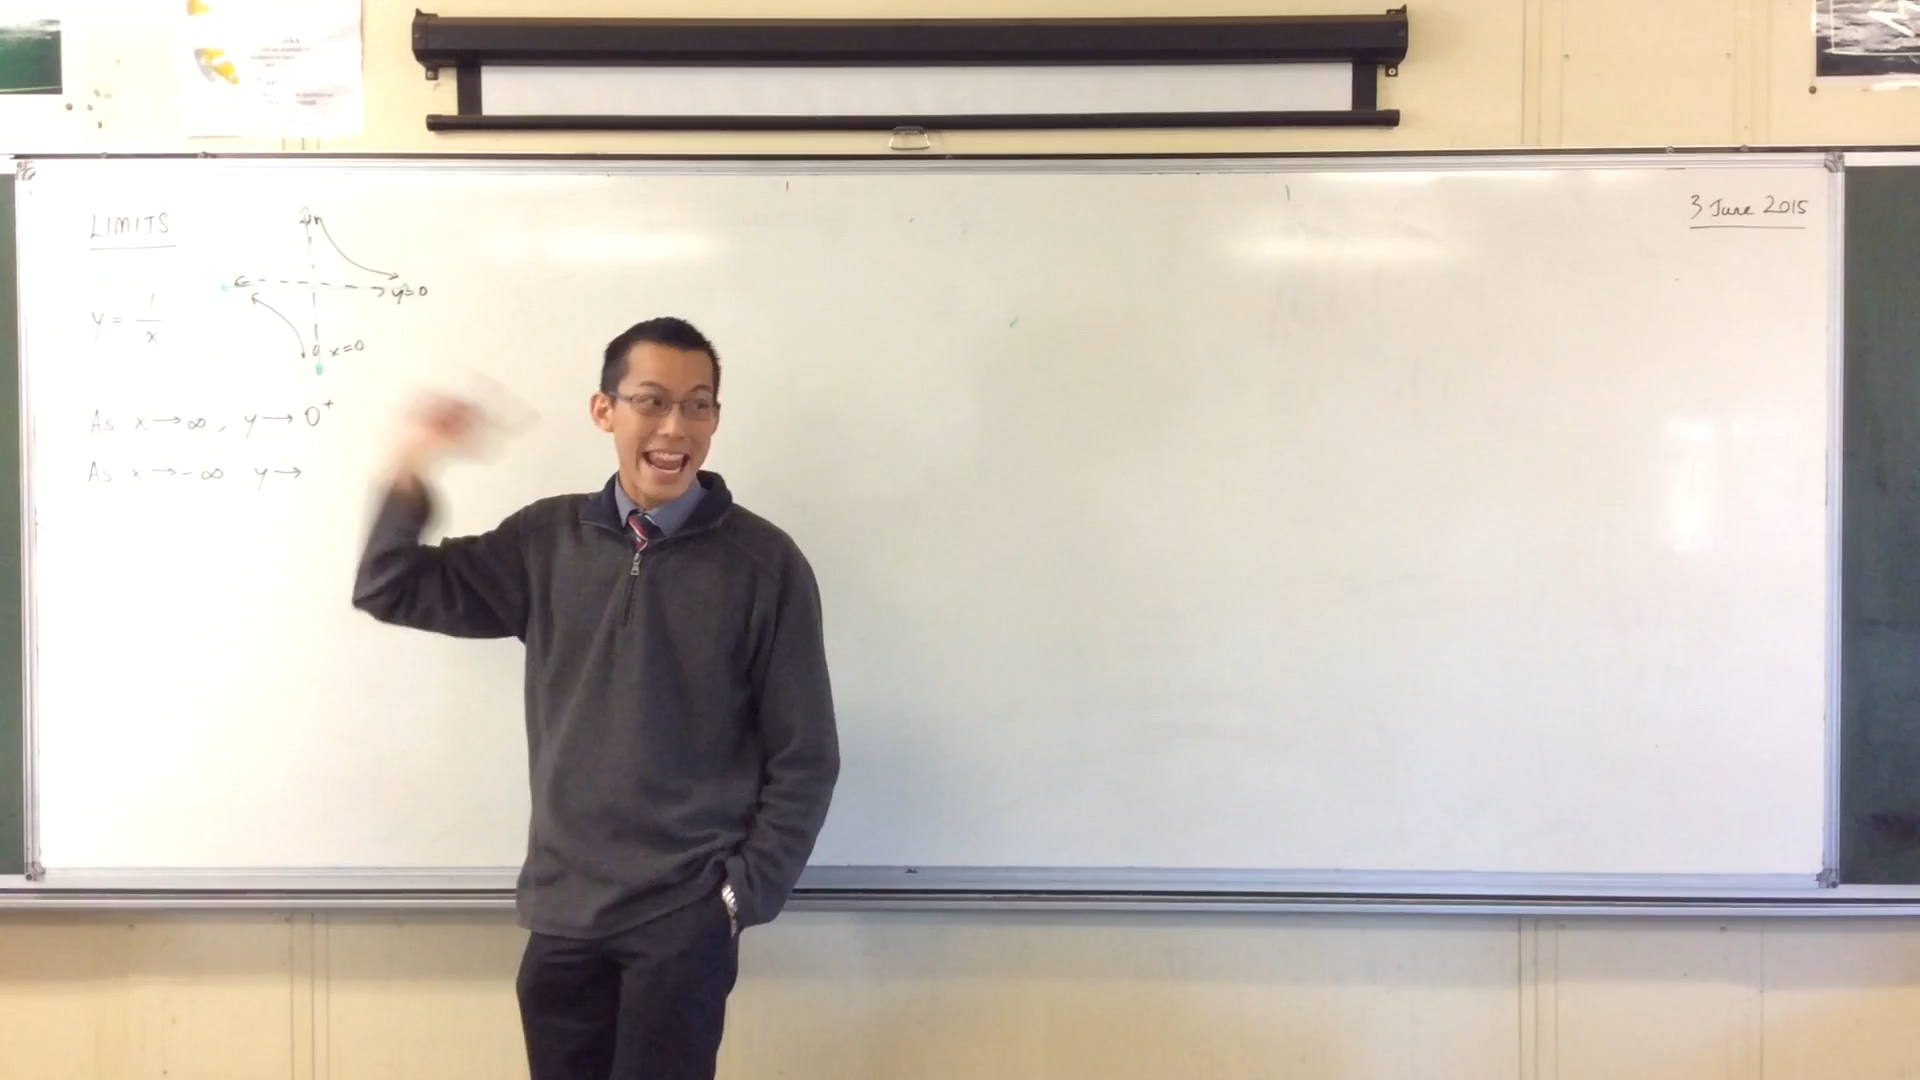 LIMITS
3 June 2015
y=0
y = 1/x
x=0
As x→∞, y→ 0⁺
As x→-∞ y→